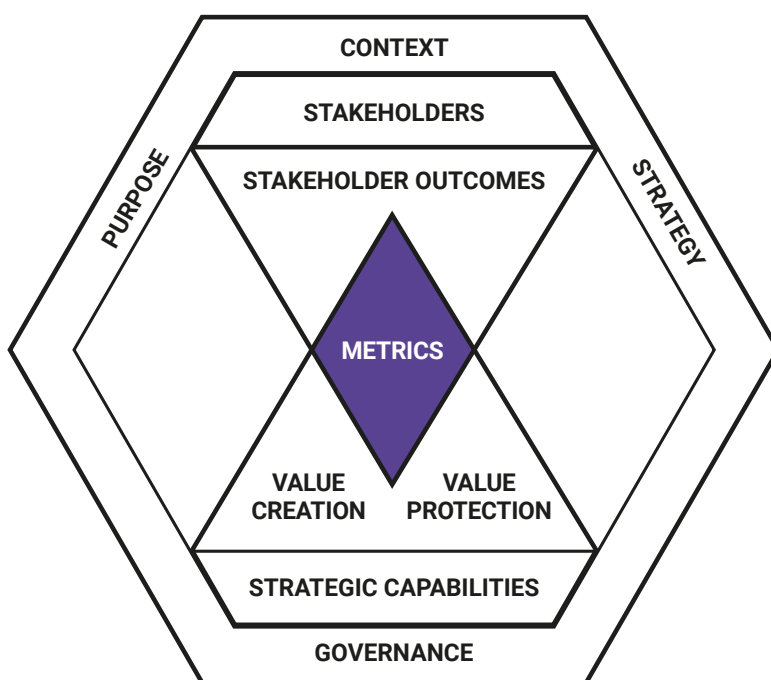 CONTEXT
STAKEHOLDERS
STAKEHOLDER OUTCOMES
PURPOSE
STRATEGY
METRICS
VALUE
CREATION
VALUE
PROTECTION
STRATEGIC CAPABILITIES
GOVERNANCE